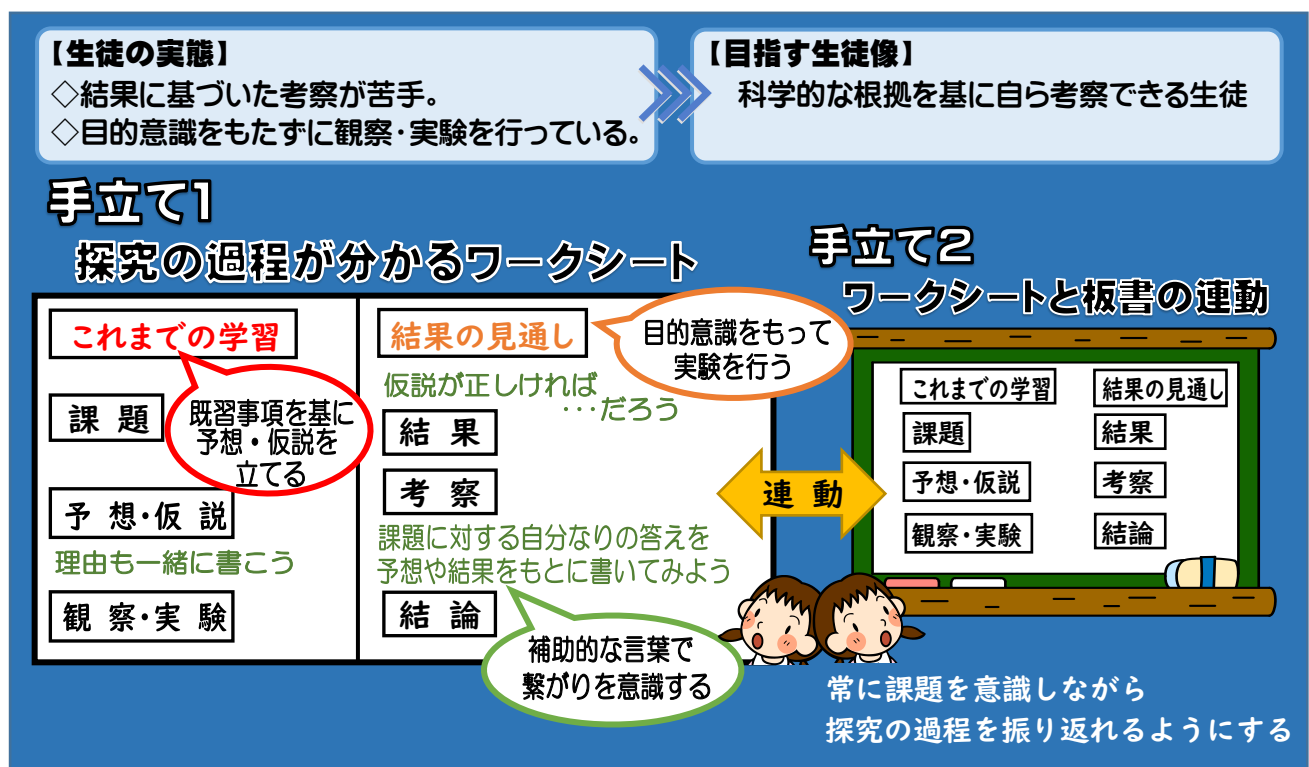 【生徒の実態】
◇結果に基づいた考察が苦手。
◇目的意識をもたずに観察・実験を行っている。
【目指す生徒像】
科学的な根拠を基に自ら考察できる生徒
手立て1
探究の過程が分かるワークシート
これまでの学習
既習事項を基に
予想・仮説を
立てる
課題
予想・仮説
理由も一緒に書こう
観察・実験
結果の見通し
目的意識をもって
実験を行う
仮説が正しければ
…だろう
結果
考察
課題に対する自分なりの答えを
予想や結果をもとに書いてみよう
結論
補助的な言葉で
繋がりを意識する
連動
手立て2
ワークシートと板書の連動
これまでの学習
課題
予想・仮説
観察・実験
結果の見通し
結果
考察
結論
常に課題を意識しながら
探究の過程を振り返れるようにする